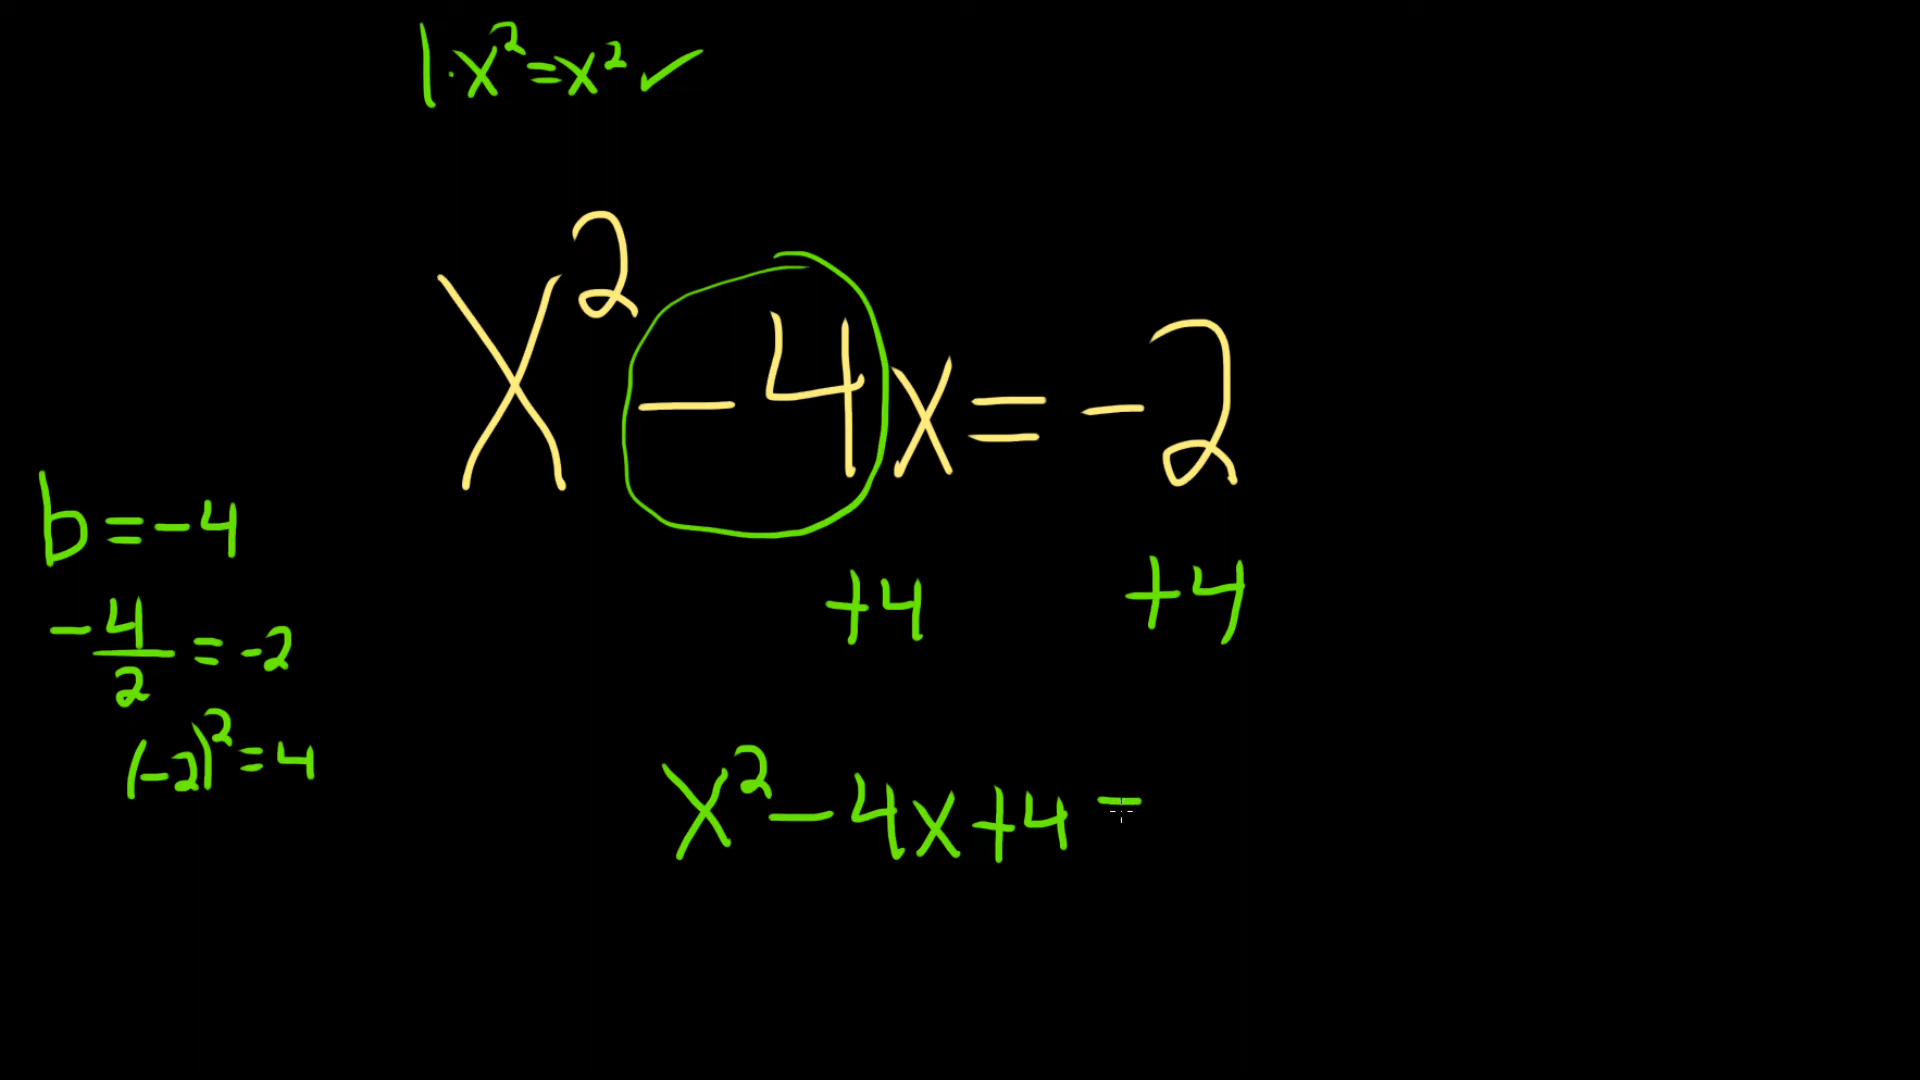 1·x²=x² ✓
x²-4x=-2
b=-4
+4 +4
-4/2=-2
(-2)²=4
x²-4x+4=